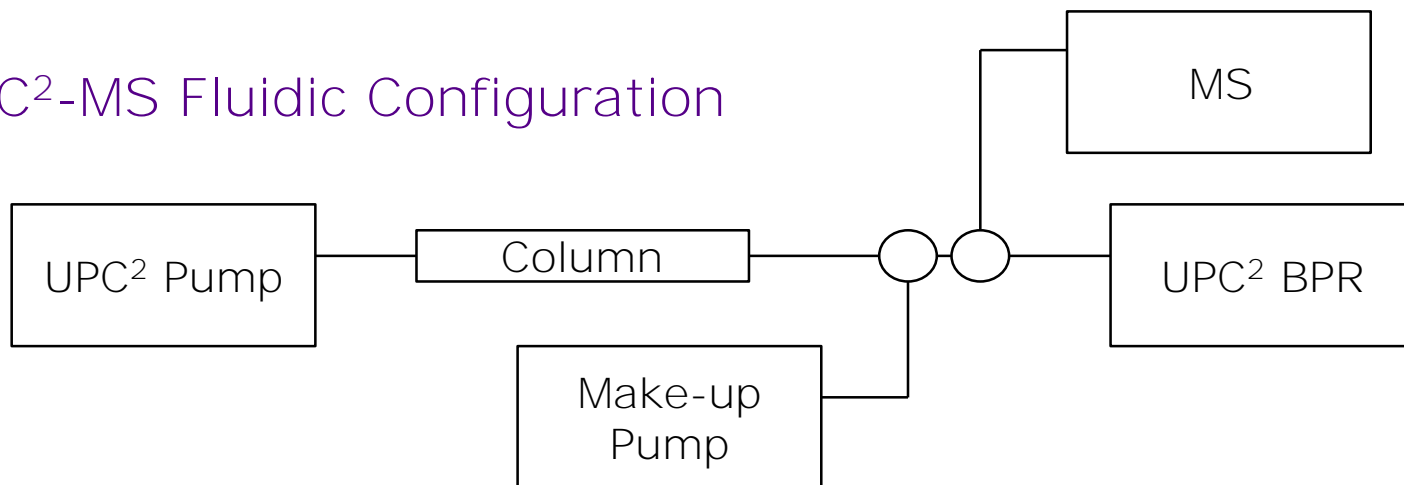 C²-MS Fluidic Configuration
MS
UPC² Pump
Column
UPC² BPR
Make-up
Pump